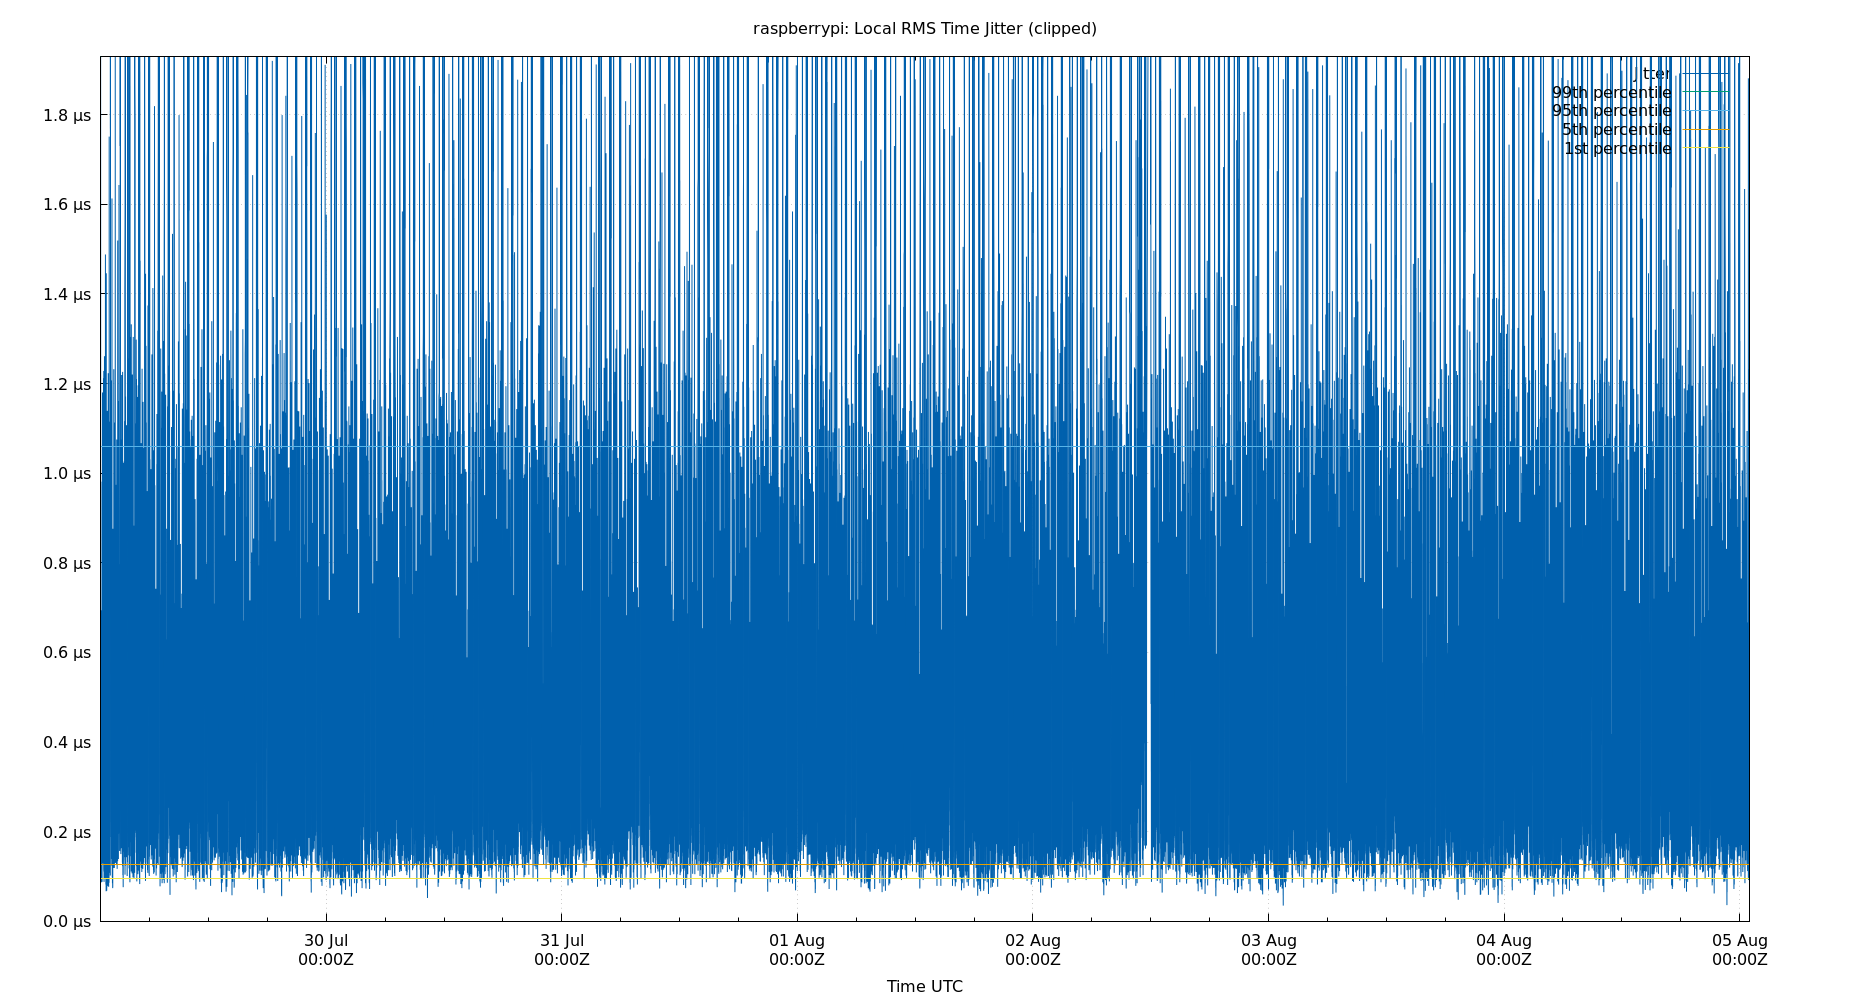 raspberrypi: Local RMS Time Jitter (clipped)
jitter
99th percentile
95th percentile
5th percentile
1st percentile
1.8 µs
1.6 µs
1.4 µs
1.2 µs
1.0 µs
0.8 µs
0.6 µs
0.4 µs
0.2 µs
0.0 µs
30 Jul 31 Jul 01 Aug 02 Aug 03 Aug 04 Aug 05 Aug
00:00Z 00:00Z 00:00Z 00:00Z 00:00Z 00:00Z 00:00Z
Time UTC